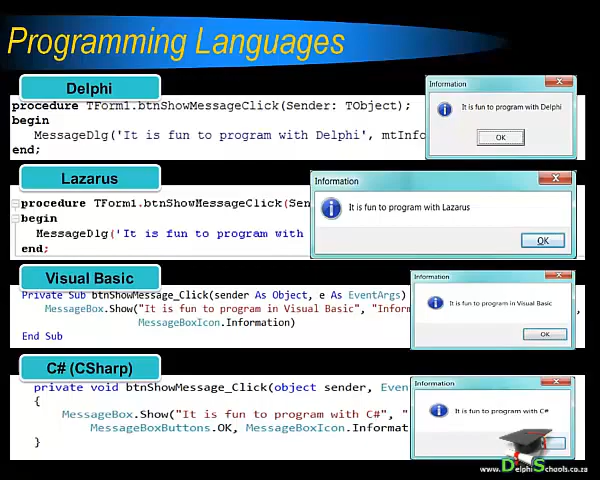 Programming Languages
Delphi
procedure TForm1.btnShowMessageClick(Sender: TObject);
begin
MessageDlg('It is fun to program with Delphi', mtInfo
end;
Information
It is fun to program with Delphi
OK
Lazarus
procedure TForm1.btnShowMessageClick(Sen
begin
MessageDlg('It is fun to program with
end;
Information
It is fun to program with Lazarus
OK
Visual Basic
Private Sub btnShowMessage_Click(sender As Object, e As EventArgs)
MessageBox.Show("It is fun to program in Visual Basic", "Inform
MessageBoxIcon.Information)
End Sub
Information
It is fun to program in Visual Basic
OK
C# (CSharp)
private void btnShowMessage_Click(object sender, Even
{
MessageBox.Show("It is fun to program with C#", "
MessageBoxButtons.OK, MessageBoxIcon.Informat
}
Information
It is fun to program with C#
www.DelphiSchools.co.za